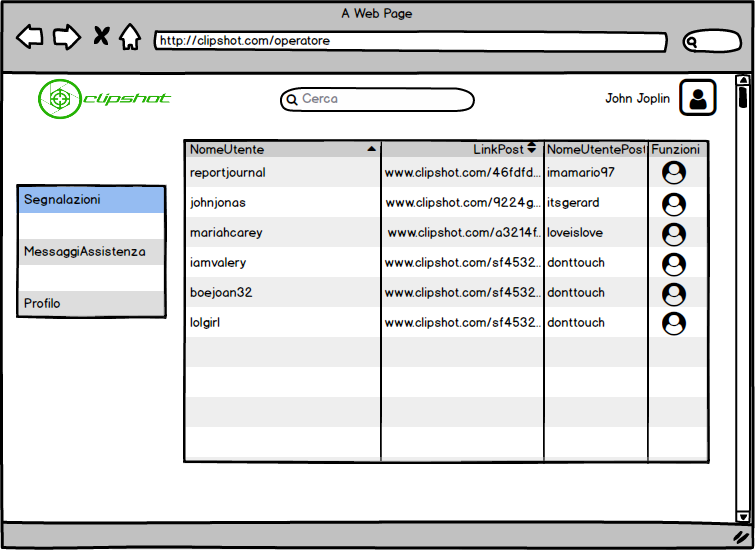 A Web Page
http://clipshot.com/operatore
clipshot
Cerca
John Joplin
NomeUtente LinkPost NomeUtentePost Funzioni
reportjournal www.clipshot.com/46fdfd... imamario97
johnjonas www.clipshot.com/9224g... itsgerard
mariahcarey www.clipshot.com/a3214f.. loveislove
iamvalery www.clipshot.com/sf4532... donttouch
boejoan32 www.clipshot.com/sf4532... donttouch
lolgirl www.clipshot.com/sf4532... donttouch
Segnalazioni
MessaggiAssistenza
Profilo